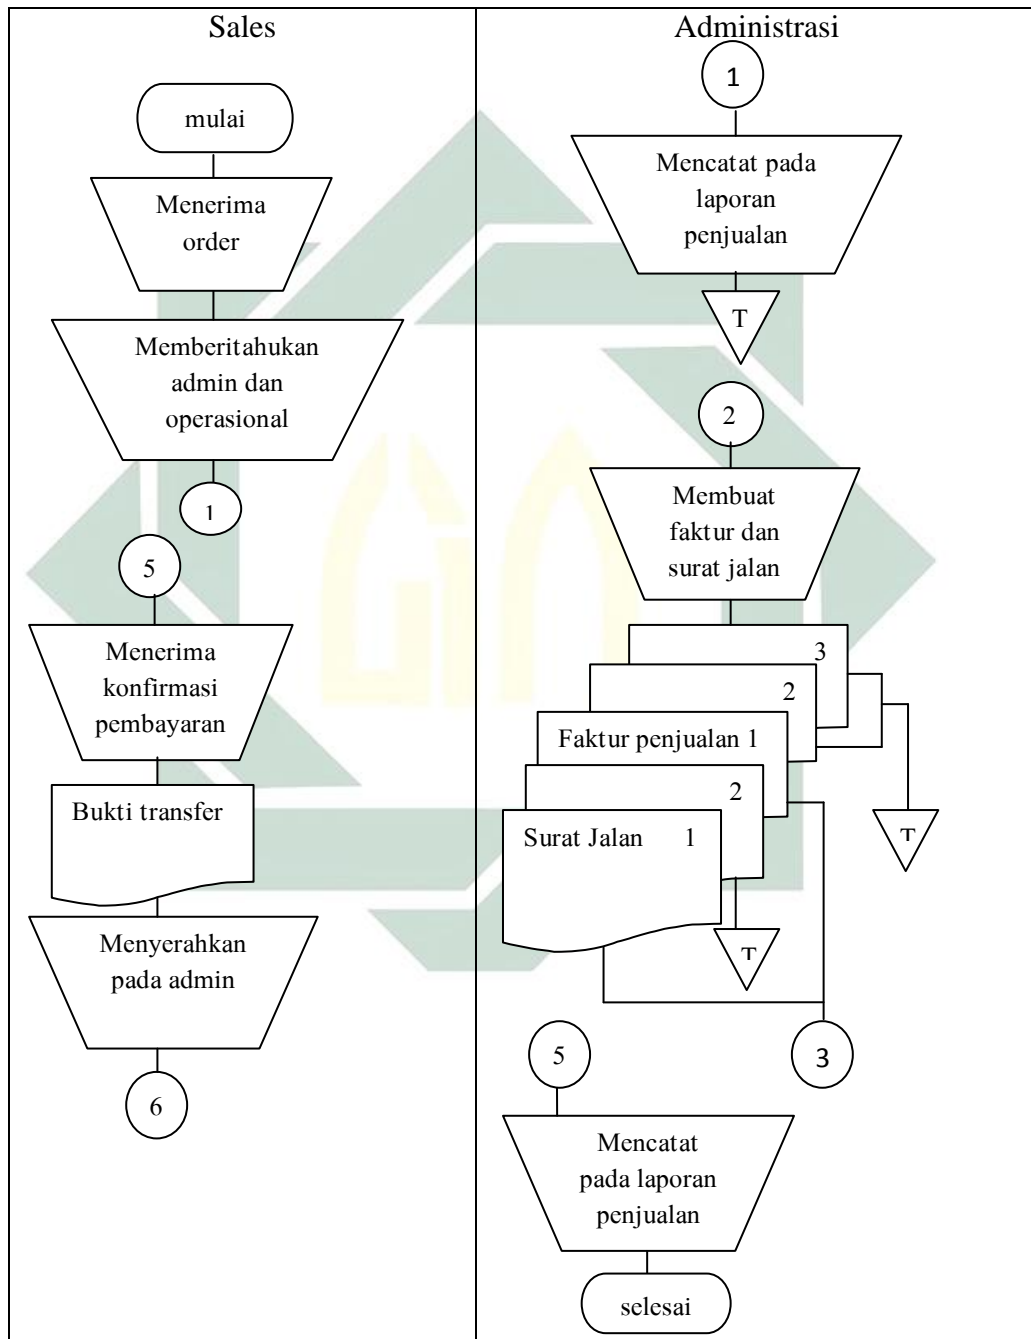 Sales
mulai
Menerima
order
Memberitahukan
admin dan
operasional
1
5
Menerima
konfirmasi
pembayaran
Bukti transfer
Menyerahkan
pada admin
6
Administrasi
1
Mencatat pada
laporan
penjualan
T
2
Membuat
faktur dan
surat jalan
3
2
Faktur penjualan 1
2
Surat Jalan 1
T
T
3
5
Mencatat
pada laporan
penjualan
selesai